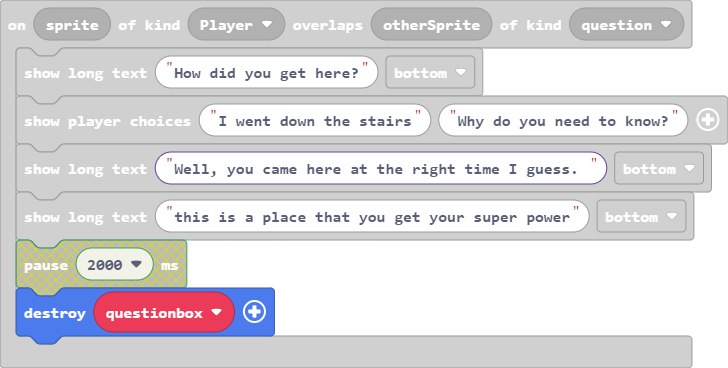 on sprite of kind Player overlaps otherSprite of kind question
show long text "How did you get here?" bottom
show player choices "I went down the stairs" "Why do you need to know?"
show long text "Well, you came here at the right time I guess. " bottom
show long text "this is a place that you get your super power" bottom
pause 2000 ms
destroy questionbox